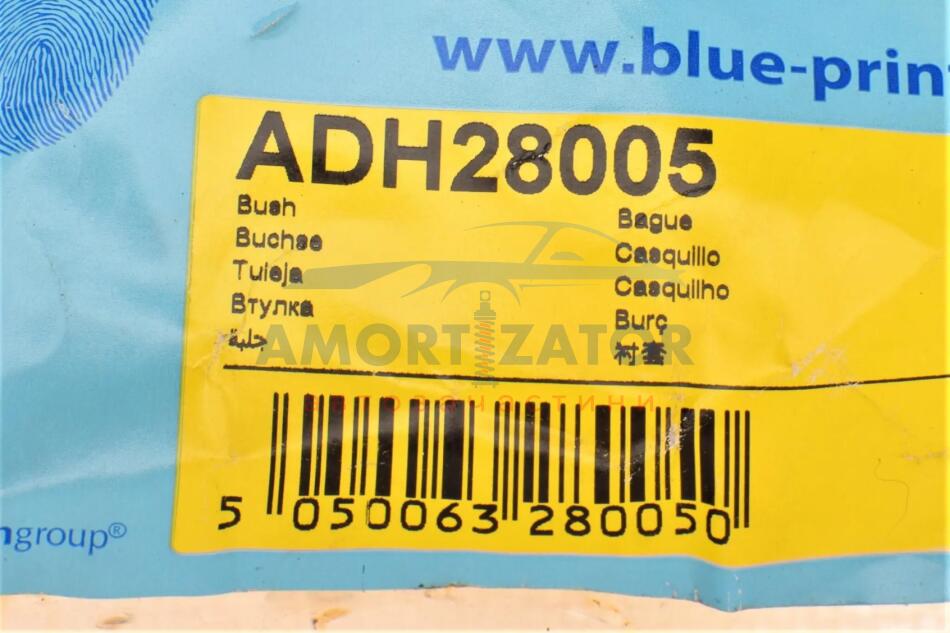 www.blue-prin
ADH28005
Bush
Bague
Buchse
Casquillo
Tuleja
Casquilho
Втулка
Burç
جلبة
衬套
AMORTIZATOR
автозапчастини
5 050063 280050
ngroup®